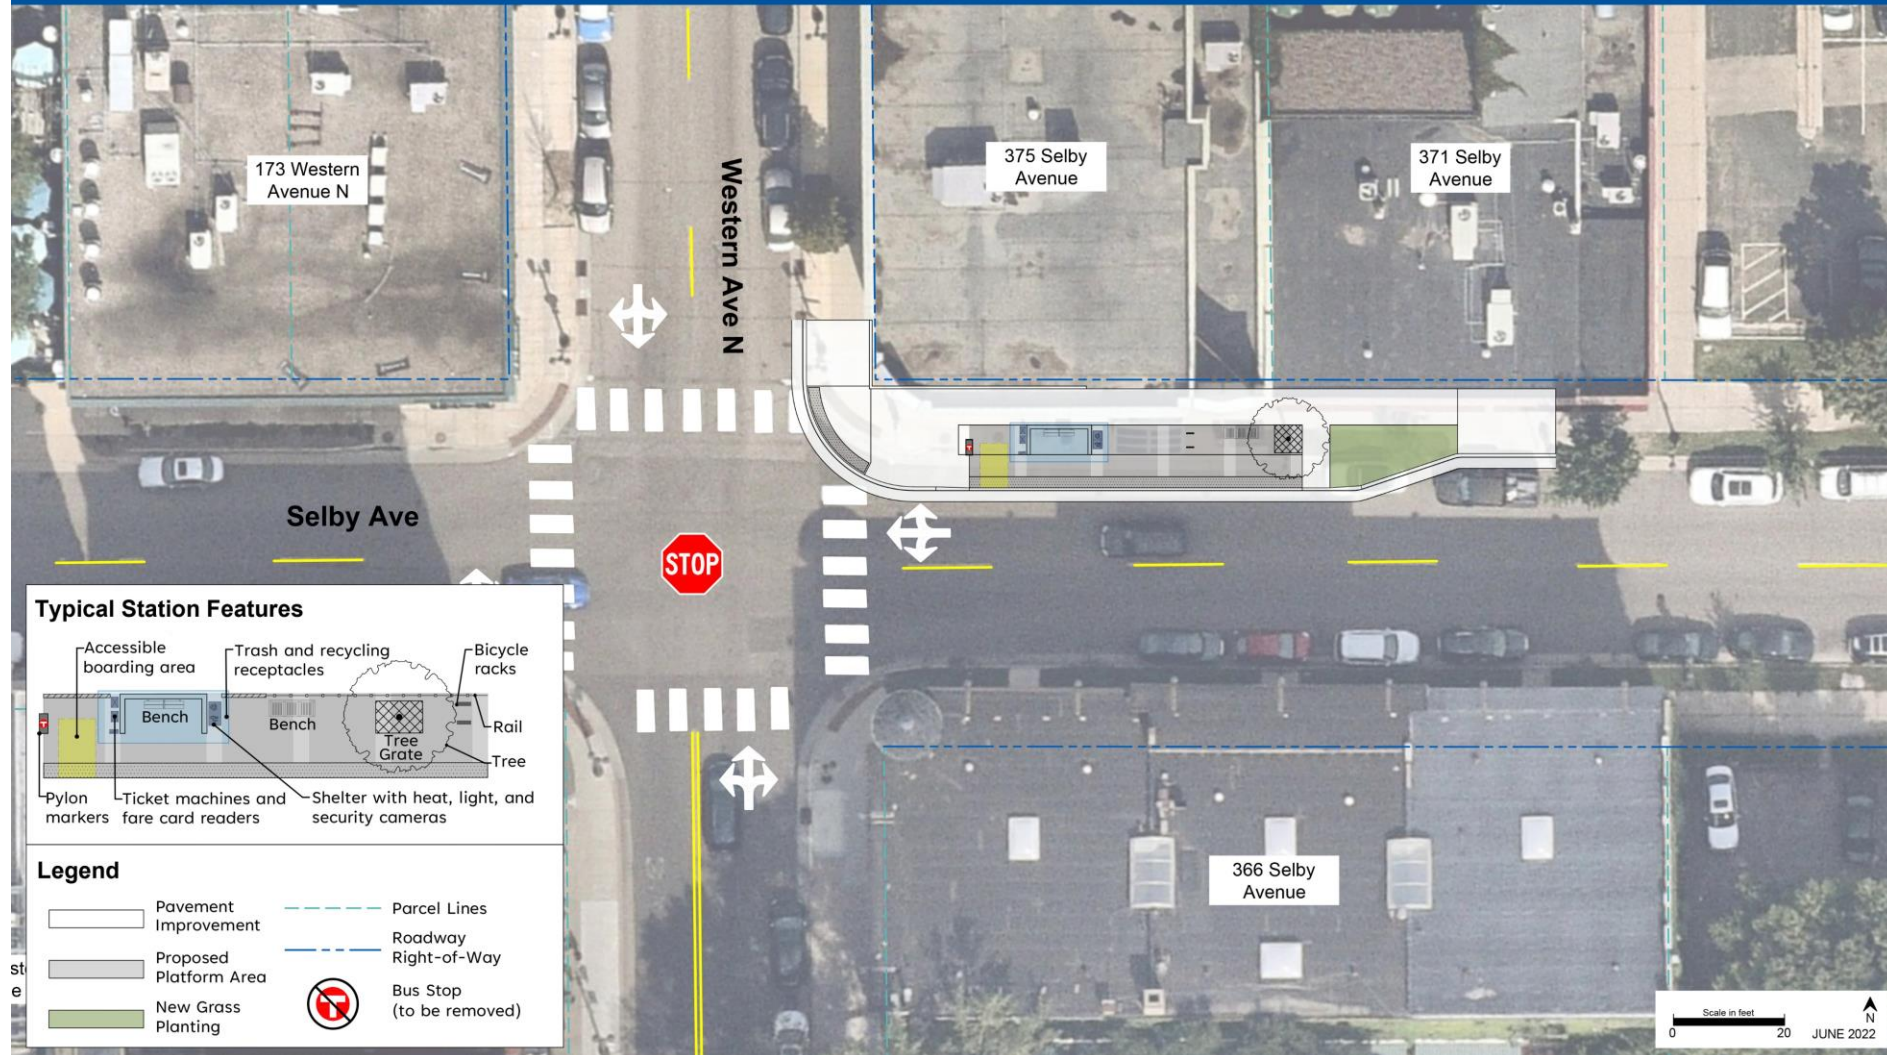 173 Western
Avenue N
Western Ave N
375 Selby
Avenue
371 Selby
Avenue
Selby Ave
STOP
366 Selby
Avenue
Typical Station Features
Accessible
boarding area
Trash and recycling
receptacles
Bicycle
racks
Bench
Bench
Tree
Grate
Rail
Tree
Pylon
markers
Ticket machines and
fare card readers
Shelter with heat, light, and
security cameras
Legend
Pavement
Improvement
Proposed
Platform Area
New Grass
Planting
Parcel Lines
Roadway
Right-of-Way
Bus Stop
(to be removed)
Scale in feet
0 20
N
JUNE 2022